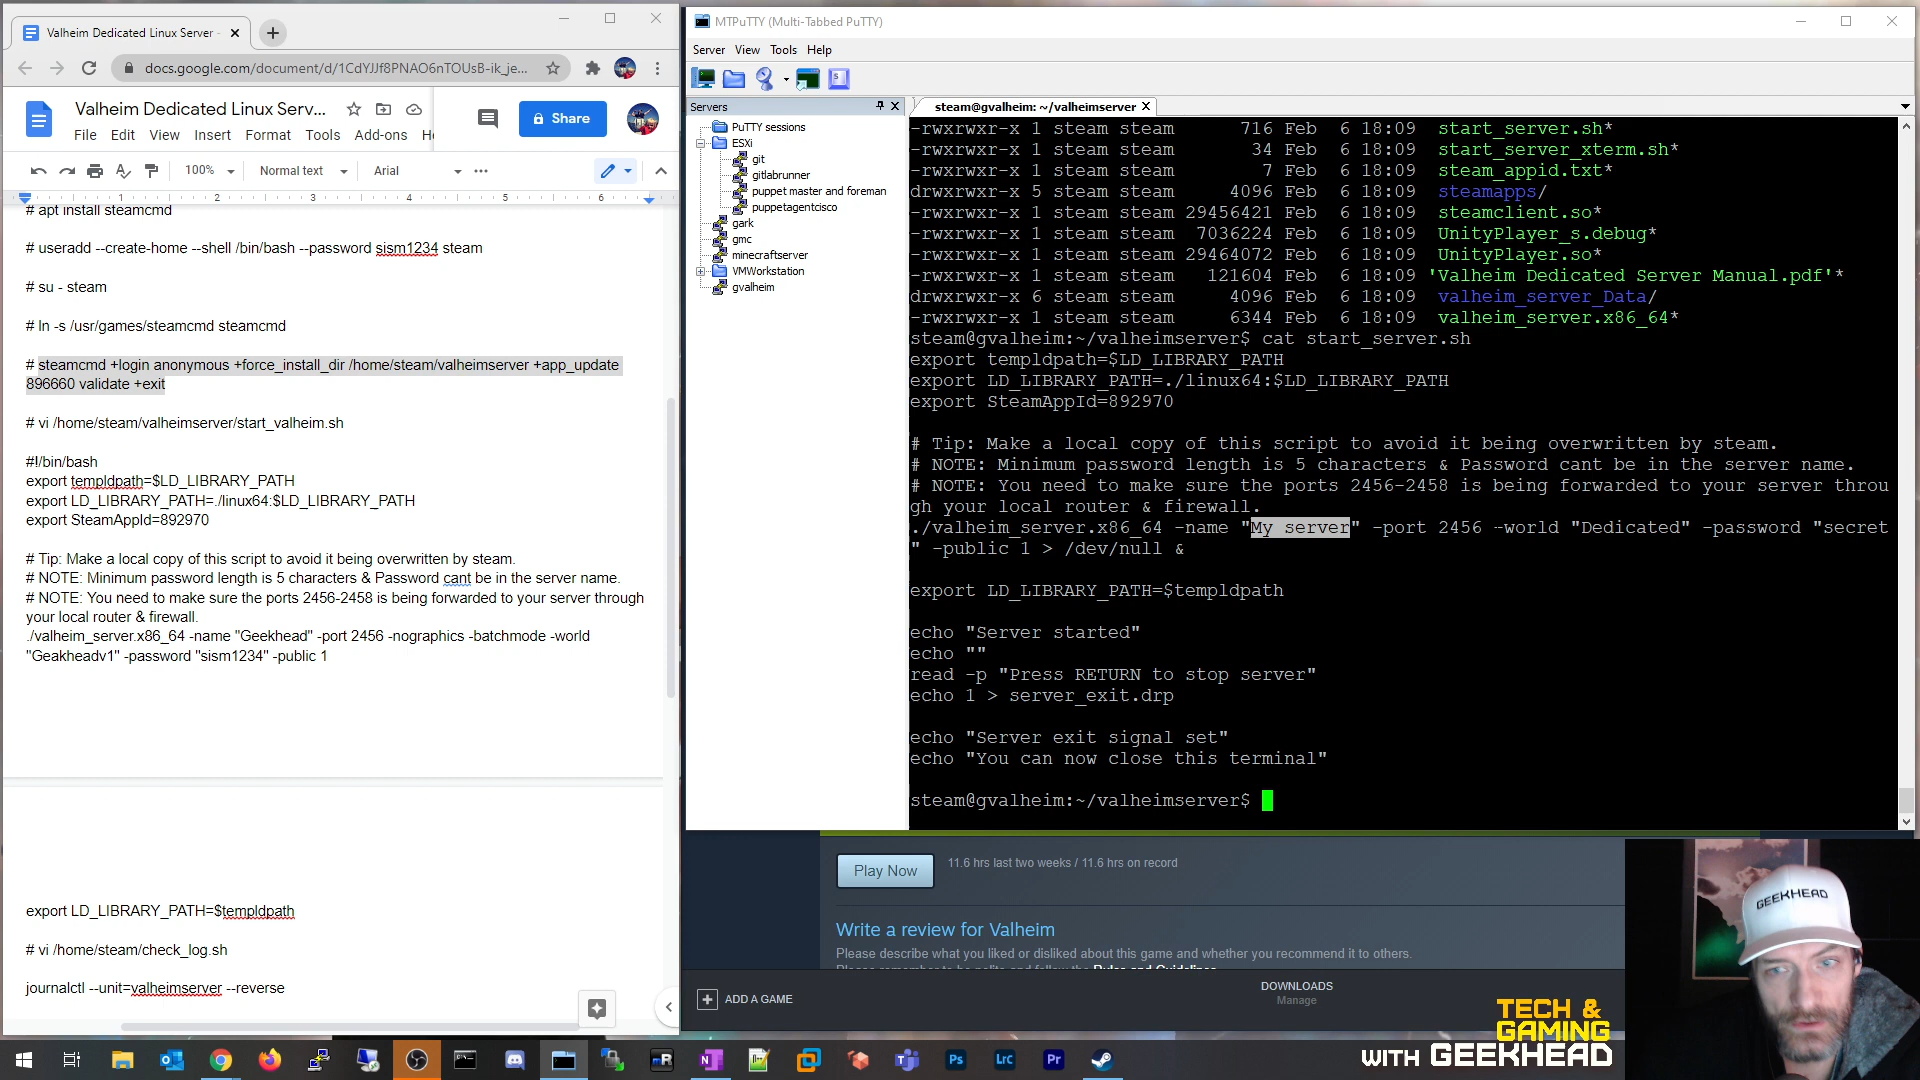 Valheim Dedicated Linux Server -
docs.google.com/document/d/1CdYJJf8PNAO6nTOUsB-ik_je...
Valheim Dedicated Linux Serv...
File Edit View Insert Format Tools Add-ons He
Share
100% Normal text Arial
1 2 3 4 5 6
# apt install steamcmd
# useradd --create-home --shell /bin/bash --password sism1234 steam
# su - steam
# ln -s /usr/games/steamcmd steamcmd
# steamcmd +login anonymous +force_install_dir /home/steam/valheimserver +app_update
896660 validate +exit
# vi /home/steam/valheimserver/start_valheim.sh
#!/bin/bash
export templdpath=$LD_LIBRARY_PATH
export LD_LIBRARY_PATH=./linux64:$LD_LIBRARY_PATH
export SteamAppId=892970
# Tip: Make a local copy of this script to avoid it being overwritten by steam.
# NOTE: Minimum password length is 5 characters & Password cant be in the server name.
# NOTE: You need to make sure the ports 2456-2458 is being forwarded to your server through
your local router & firewall.
./valheim_server.x86_64 -name "Geekhead" -port 2456 -nographics -batchmode -world
"Geakheadv1" -password "sism1234" -public 1
export LD_LIBRARY_PATH=$templdpath
# vi /home/steam/check_log.sh
journalctl --unit=valheimserver --reverse
MTPuTTY (Multi-Tabbed PuTTY)
Server View Tools Help
Servers
PuTTY sessions
ESXi
git
gitlabrunner
puppet master and foreman
puppetagentcisco
gark
gmc
minecraftserver
VMWorkstation
gvalheim
steam@gvalheim: ~/valheimserver
-rwxrwxr-x 1 steam steam 716 Feb 6 18:09 start_server.sh*
-rwxrwxr-x 1 steam steam 34 Feb 6 18:09 start_server_xterm.sh*
-rwxrwxr-x 1 steam steam 7 Feb 6 18:09 steam_appid.txt*
drwxrwxr-x 5 steam steam 4096 Feb 6 18:09 steamapps/
-rwxrwxr-x 1 steam steam 29456421 Feb 6 18:09 steamclient.so*
-rwxrwxr-x 1 steam steam 7036224 Feb 6 18:09 UnityPlayer_s.debug*
-rwxrwxr-x 1 steam steam 29464072 Feb 6 18:09 UnityPlayer.so*
-rwxrwxr-x 1 steam steam 121604 Feb 6 18:09 'Valheim Dedicated Server Manual.pdf'*
drwxrwxr-x 6 steam steam 4096 Feb 6 18:09 valheim_server_Data/
-rwxrwxr-x 1 steam steam 6344 Feb 6 18:09 valheim_server.x86_64*
steam@gvalheim:~/valheimserver$ cat start_server.sh
export templdpath=$LD_LIBRARY_PATH
export LD_LIBRARY_PATH=./linux64:$LD_LIBRARY_PATH
export SteamAppId=892970
# Tip: Make a local copy of this script to avoid it being overwritten by steam.
# NOTE: Minimum password length is 5 characters & Password cant be in the server name.
# NOTE: You need to make sure the ports 2456-2458 is being forwarded to your server throu
gh your local router & firewall.
./valheim_server.x86_64 -name "My server" -port 2456 -world "Dedicated" -password "secret
" -public 1 > /dev/null &
export LD_LIBRARY_PATH=$templdpath
echo "Server started"
echo ""
read -p "Press RETURN to stop server"
echo 1 > server_exit.drp
echo "Server exit signal set"
echo "You can now close this terminal"
steam@gvalheim:~/valheimserver$
Play Now
11.6 hrs last two weeks / 11.6 hrs on record
Write a review for Valheim
Please describe what you liked or disliked about this game and whether you recommend it to others.
ADD A GAME
DOWNLOADS
Manage
GEEKHEAD
TECH &
GAMING
WITH GEEKHEAD
mR
Ps
Lrc
Pr